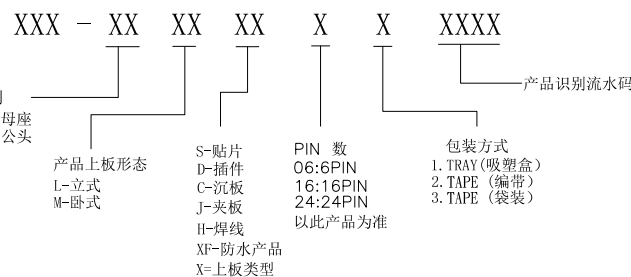 XXX - XX XX XX X X XXXX
产品识别流水码
母座
公头
产品上板形态
L-立式
M-卧式
S-贴片
D-插件
C-沉板
J-夹板
H-焊线
XF-防水产品
X=上板类型
PIN 数
06:6PIN
16:16PIN
24:24PIN
以此产品为准
包装方式
1. TRAY(吸塑盒)
2. TAPE (编带)
3. TAPE (袋装)